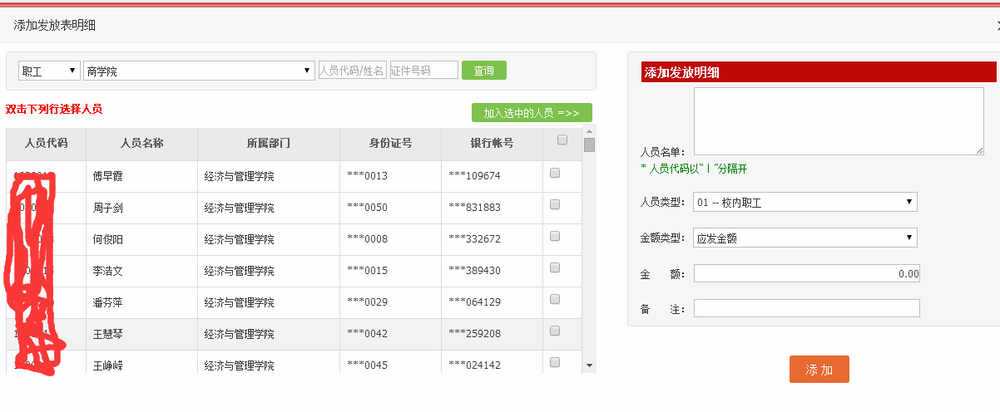 添加发放表明细
职工 商学院 人员代码/姓名 证件号码 查询
双击下列行选择人员
加入选中的人员 =>>
人员代码 人员名称 所属部门 身份证号 银行帐号
傅早霞 经济与管理学院 ***0013 ***109674
周子剑 经济与管理学院 ***0050 ***831883
何俊阳 经济与管理学院 ***0008 ***332672
李浩文 经济与管理学院 ***0015 ***389430
潘芬萍 经济与管理学院 ***0029 ***064129
王慧琴 经济与管理学院 ***0042 ***259208
王峥嵘 经济与管理学院 ***0045 ***024142
添加发放明细
人员名单：
* 人员代码以“丨”分隔开
人员类型： 01 -- 校内职工
金额类型： 应发金额
金 额： 0.00
备 注：
添 加